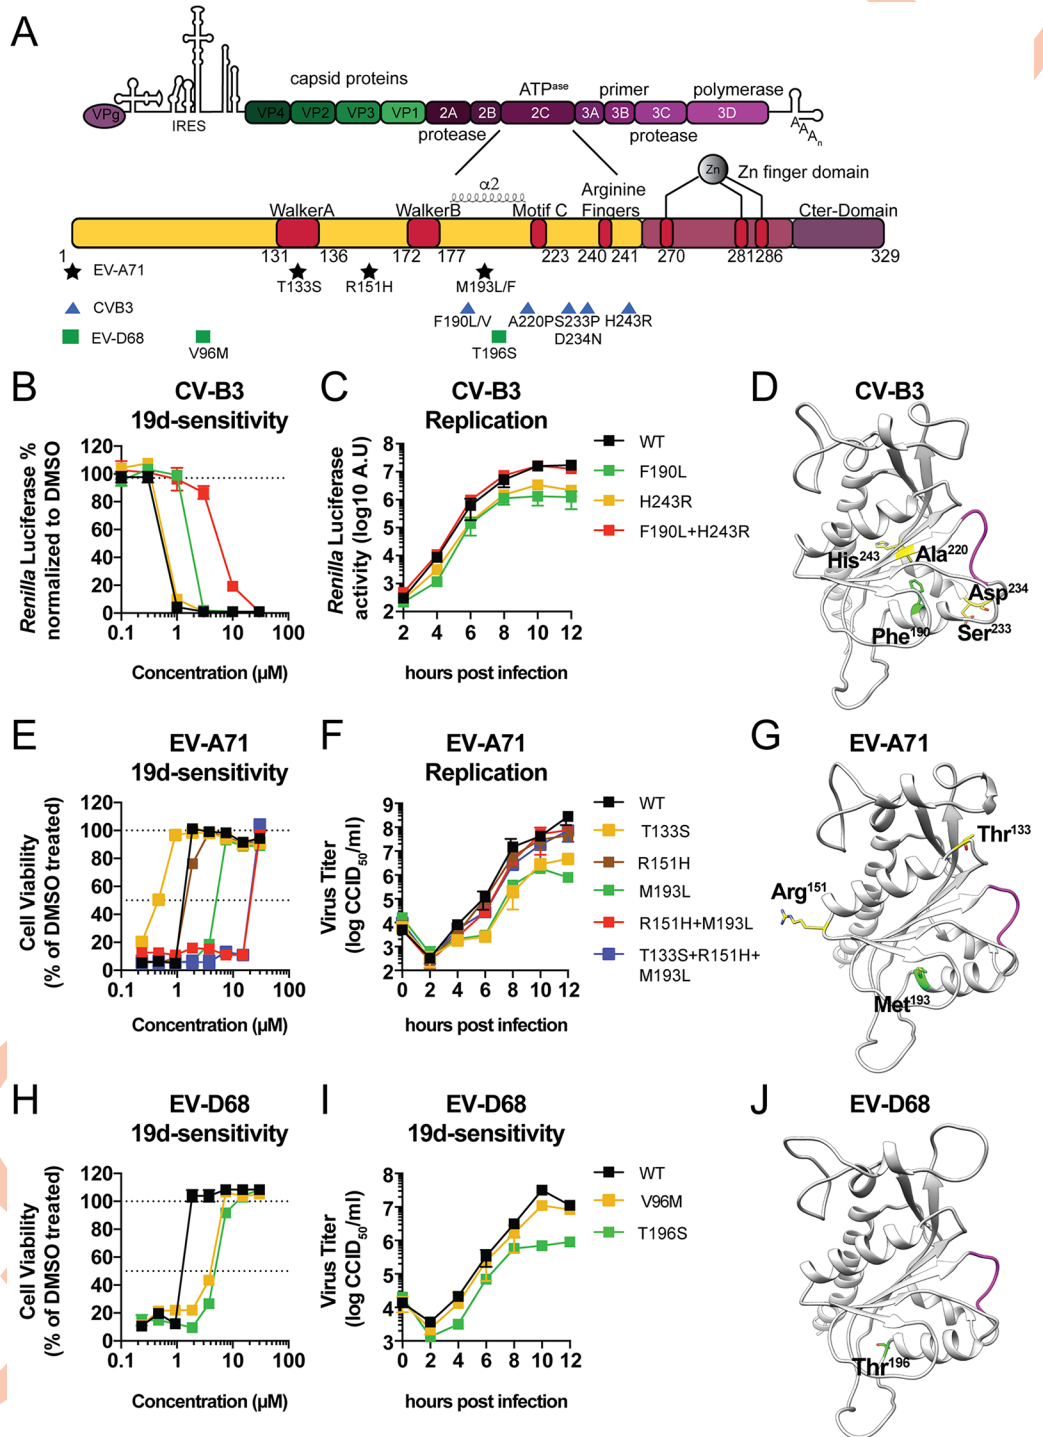 A
capsid proteins
ATPase
primer
polymerase
VPg
IRES
VP4 VP2 VP3 VP1 2A 2B 2C 3A 3B 3C 3D
protease
protease
AAAn
Zn
Zn finger domain
α2
Arginine
Fingers
WalkerA
WalkerB
Motif C
Cter-Domain
1 131 136 172 177 223 240 241 270 281 286 329
EV-A71
T133S
R151H
M193L/F
CVB3
F190L/V
A220P
S233P
H243R
D234N
EV-D68
V96M
T196S
B
CV-B3
19d-sensitivity
Renilla Luciferase %
normalized to DMSO
120
100
80
60
40
20
0
0.1 1 10 100
Concentration (µM)
C
CV-B3
Replication
Renilla Luciferase
activity (log10 A.U)
8
7
6
5
4
3
2
2 4 6 8 10 12
hours post infection
WT
F190L
H243R
F190L+H243R
D
CV-B3
His243
Ala220
Asp234
Phe190
Ser233
E
EV-A71
19d-sensitivity
Cell Viability
(% of DMSO treated)
120
100
80
60
40
20
0
0.1 1 10 100
Concentration (µM)
F
EV-A71
Replication
Virus Titer
(log CCID50/ml)
9
8
7
6
5
4
3
2
0 2 4 6 8 10 12
hours post infection
WT
T133S
R151H
M193L
R151H+M193L
T133S+R151H+
M193L
G
EV-A71
Thr133
Arg151
Met193
H
EV-D68
19d-sensitivity
Cell Viability
(% of DMSO treated)
120
100
80
60
40
20
0
0.1 1 10 100
Concentration (µM)
I
EV-D68
19d-sensitivity
Virus Titer
(log CCID50/ml)
8
7
6
5
4
3
0 2 4 6 8 10 12
hours post infection
WT
V96M
T196S
J
EV-D68
Thr196